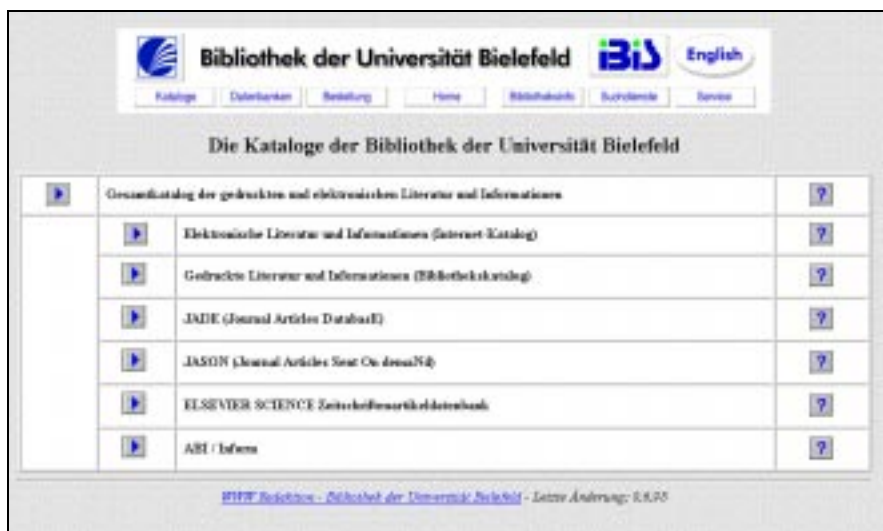 Bibliothek der Universität Bielefeld iBiS English
Kataloge Datenbanken Bestellung Home Bibliotheksinfo Suchdienste Service
Die Kataloge der Bibliothek der Universität Bielefeld
Gesamtkatalog der gedruckten und elektronischen Literatur und Informationen ?
Elektronische Literatur und Informationen (Internet-Katalog) ?
Gedruckte Literatur und Informationen (Bibliothekskatalog) ?
JADE (Journal Articles DatabasE) ?
JASON (Journal Articles Sent On demaNd) ?
ELSEVIER SCIENCE Zeitschriftenartikeldatenbank ?
ABI / Inform ?
WWW Redaktion - Bibliothek der Universität Bielefeld - Letzte Änderung: